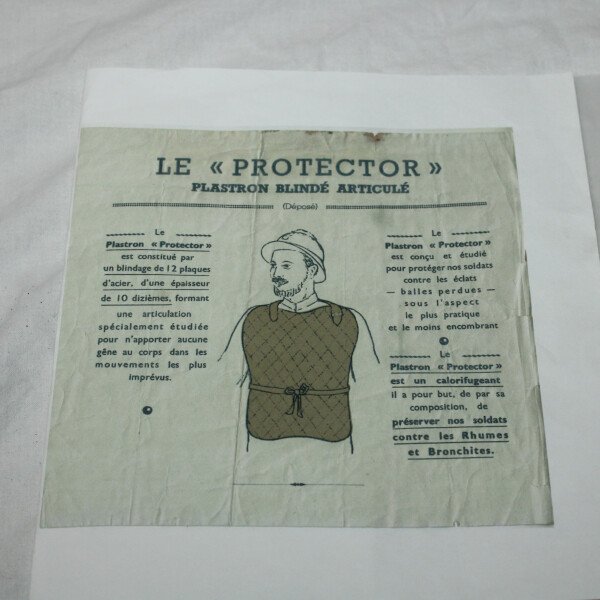 LE « PROTECTOR »
PLASTRON BLINDÉ ARTICULÉ
(Déposé)
Le
Plastron « Protector »
est constitué par
un blindage de 12 plaques
d'acier, d'une épaisseur
de 10 dizièmes, formant
une articulation
spécialement étudiée
pour n'apporter aucune
gêne au corps dans les
mouvements les plus
imprévus.
Le
Plastron « Protector »
est conçu et étudié
pour protéger nos soldats
contre les éclats
— balles perdues —
sous l'aspect
le plus pratique
et le moins encombrant
Le
Plastron « Protector »
est un calorifugeant
il a pour but, de par sa
composition, de
préserver nos soldats
contre les Rhumes
et Bronchites.